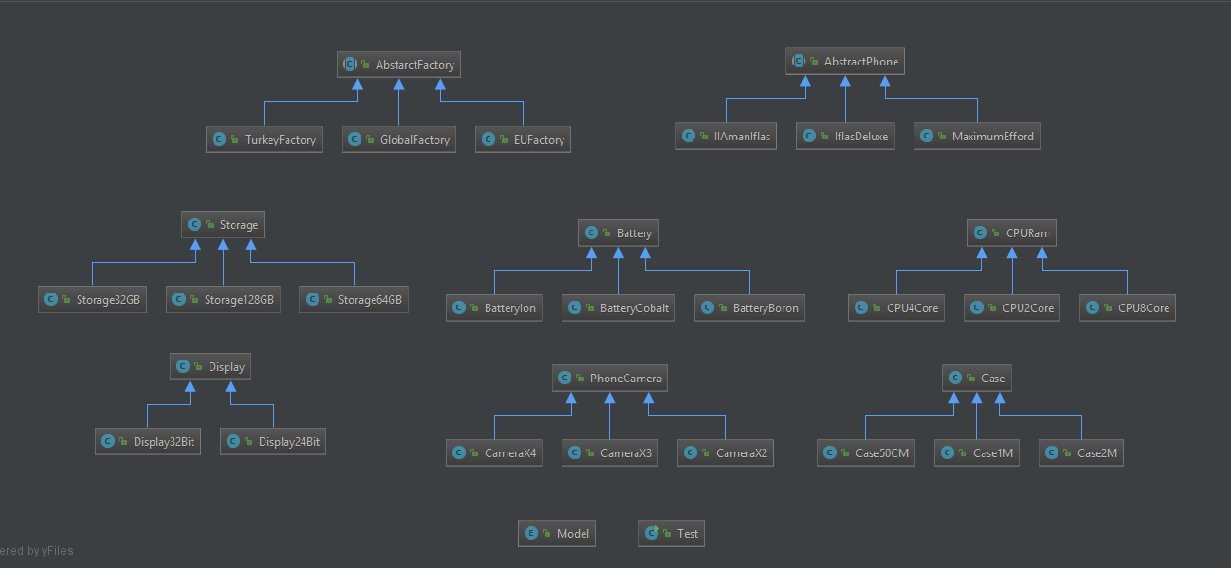 AbstarctFactory
AbstractPhone
TurkeyFactory
GlobalFactory
EUFactory
IflasDeluxe
MaximumEfford
Storage
Battery
CPURam
Storage32GB
Storage128GB
Storage64GB
BatteryIon
BatteryCobalt
BatteryBoron
CPU4Core
CPU2Core
CPU8Core
Display
PhoneCamera
Case
Display32Bit
Display24Bit
CameraX4
CameraX3
CameraX2
Case50CM
Case1M
Case2M
Model
Test
ered by yFiles